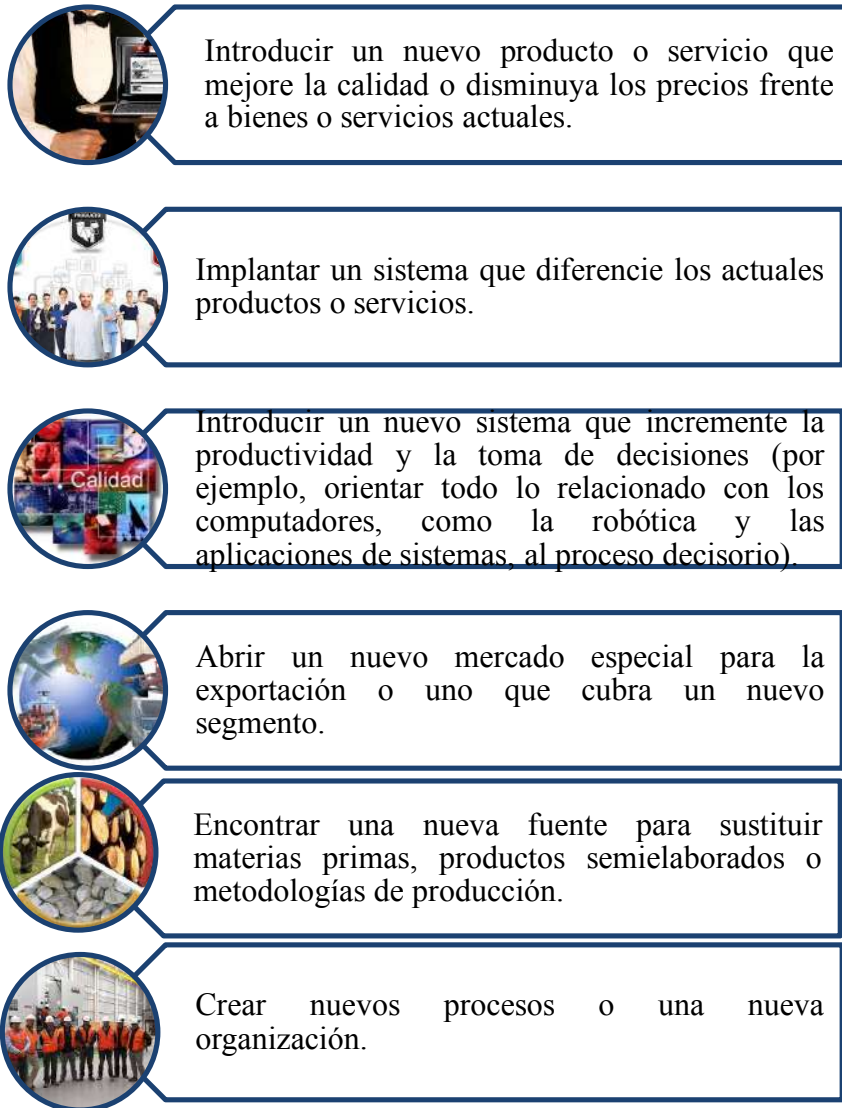 Introducir un nuevo producto o servicio que
mejore la calidad o disminuya los precios frente
a bienes o servicios actuales.
Implantar un sistema que diferencie los actuales
productos o servicios.
Introducir un nuevo sistema que incremente la
productividad y la toma de decisiones (por
ejemplo, orientar todo lo relacionado con los
computadores, como la robótica y las
aplicaciones de sistemas, al proceso decisorio).
Calidad
Abrir un nuevo mercado especial para la
exportación o uno que cubra un nuevo
segmento.
Encontrar una nueva fuente para sustituir
materias primas, productos semielaborados o
metodologías de producción.
Crear nuevos procesos o una nueva
organización.